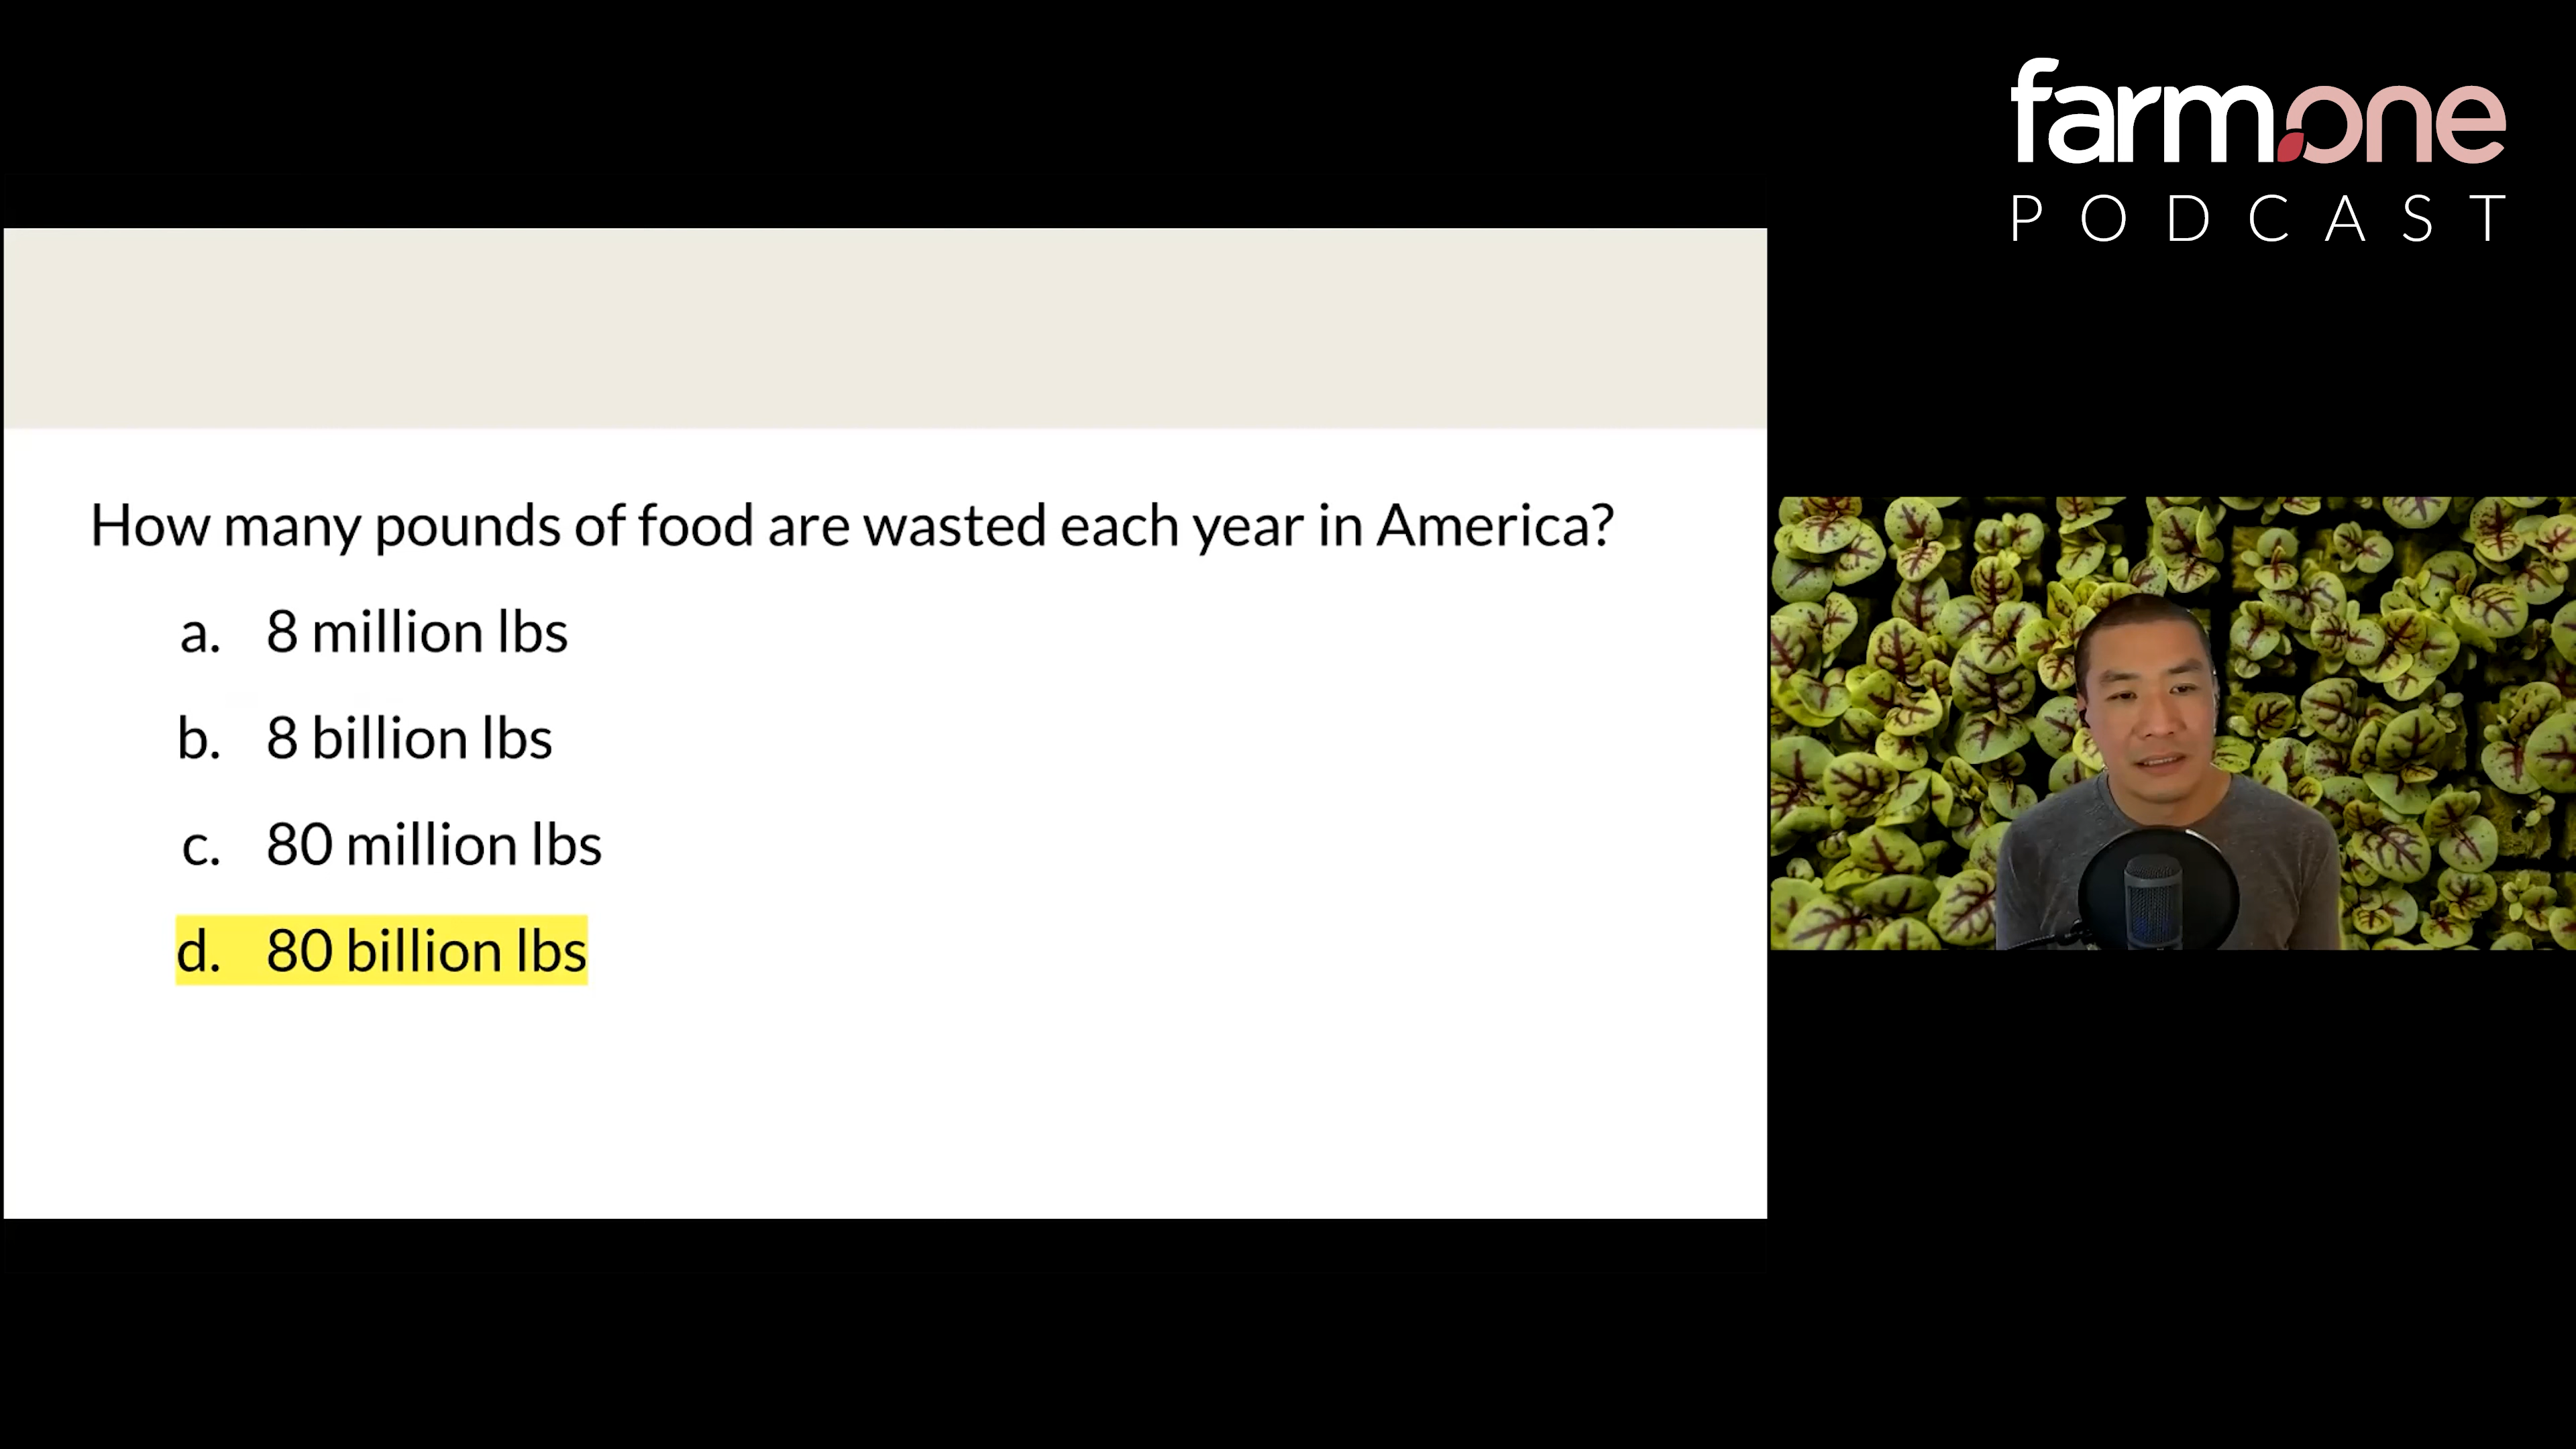 farm.one
PODCAST
How many pounds of food are wasted each year in America?
a. 8 million lbs
b. 8 billion lbs
c. 80 million lbs
d. 80 billion lbs